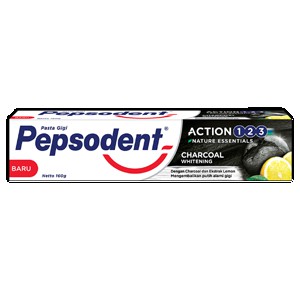 Pasta Gigi
Pepsodent®
BARU
Netto 160g
ACTION 1 2 3
NATURE ESSENTIALS
CHARCOAL
WHITENING
Dengan Charcoal dan Ekstrak Lemon
Mengembalikan putih alami gigi